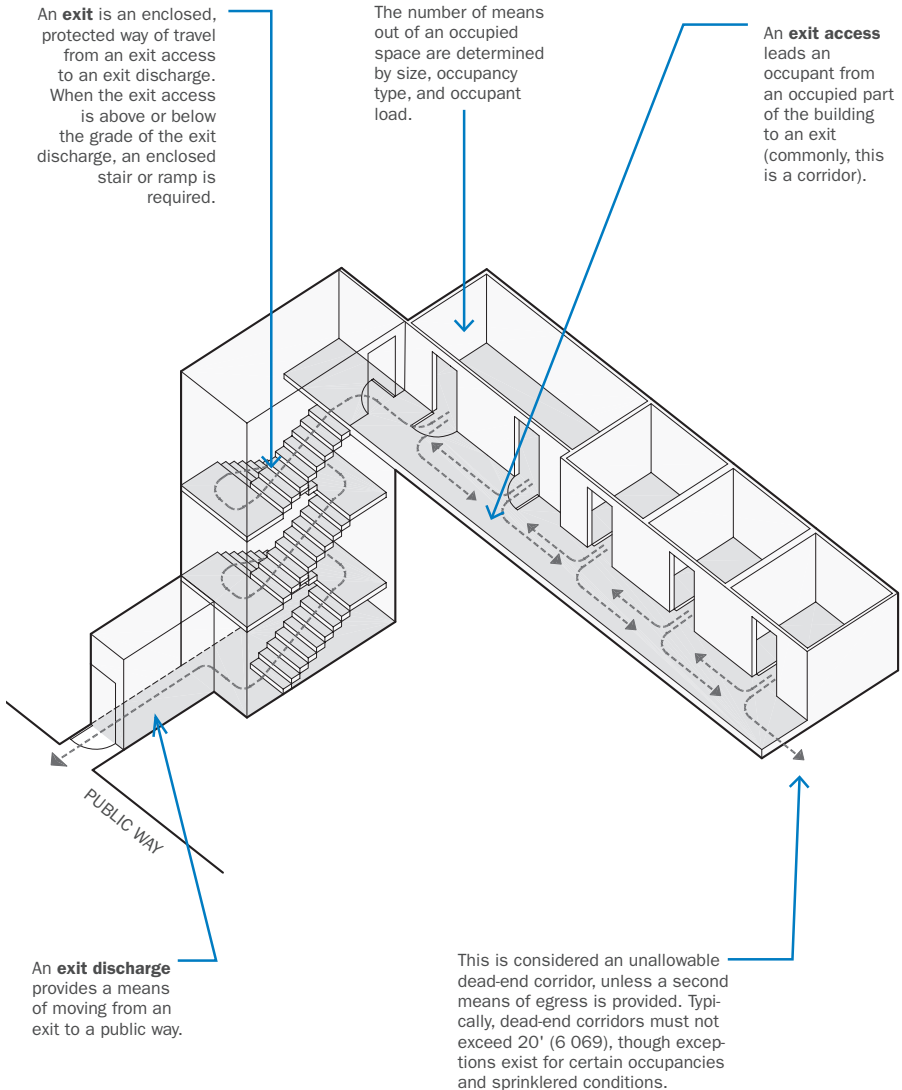 An exit is an enclosed,
protected way of travel
from an exit access
to an exit discharge.
When the exit access
is above or below
the grade of the exit
discharge, an enclosed
stair or ramp is
required.
The number of means
out of an occupied
space are determined
by size, occupancy
type, and occupant
load.
An exit access
leads an
occupant from
an occupied part
of the building
to an exit
(commonly, this
is a corridor).
PUBLIC WAY
An exit discharge
provides a means
of moving from an
exit to a public way.
This is considered an unallowable
dead-end corridor, unless a second
means of egress is provided. Typi-
cally, dead-end corridors must not
exceed 20' (6 069), though excep-
tions exist for certain occupancies
and sprinklered conditions.